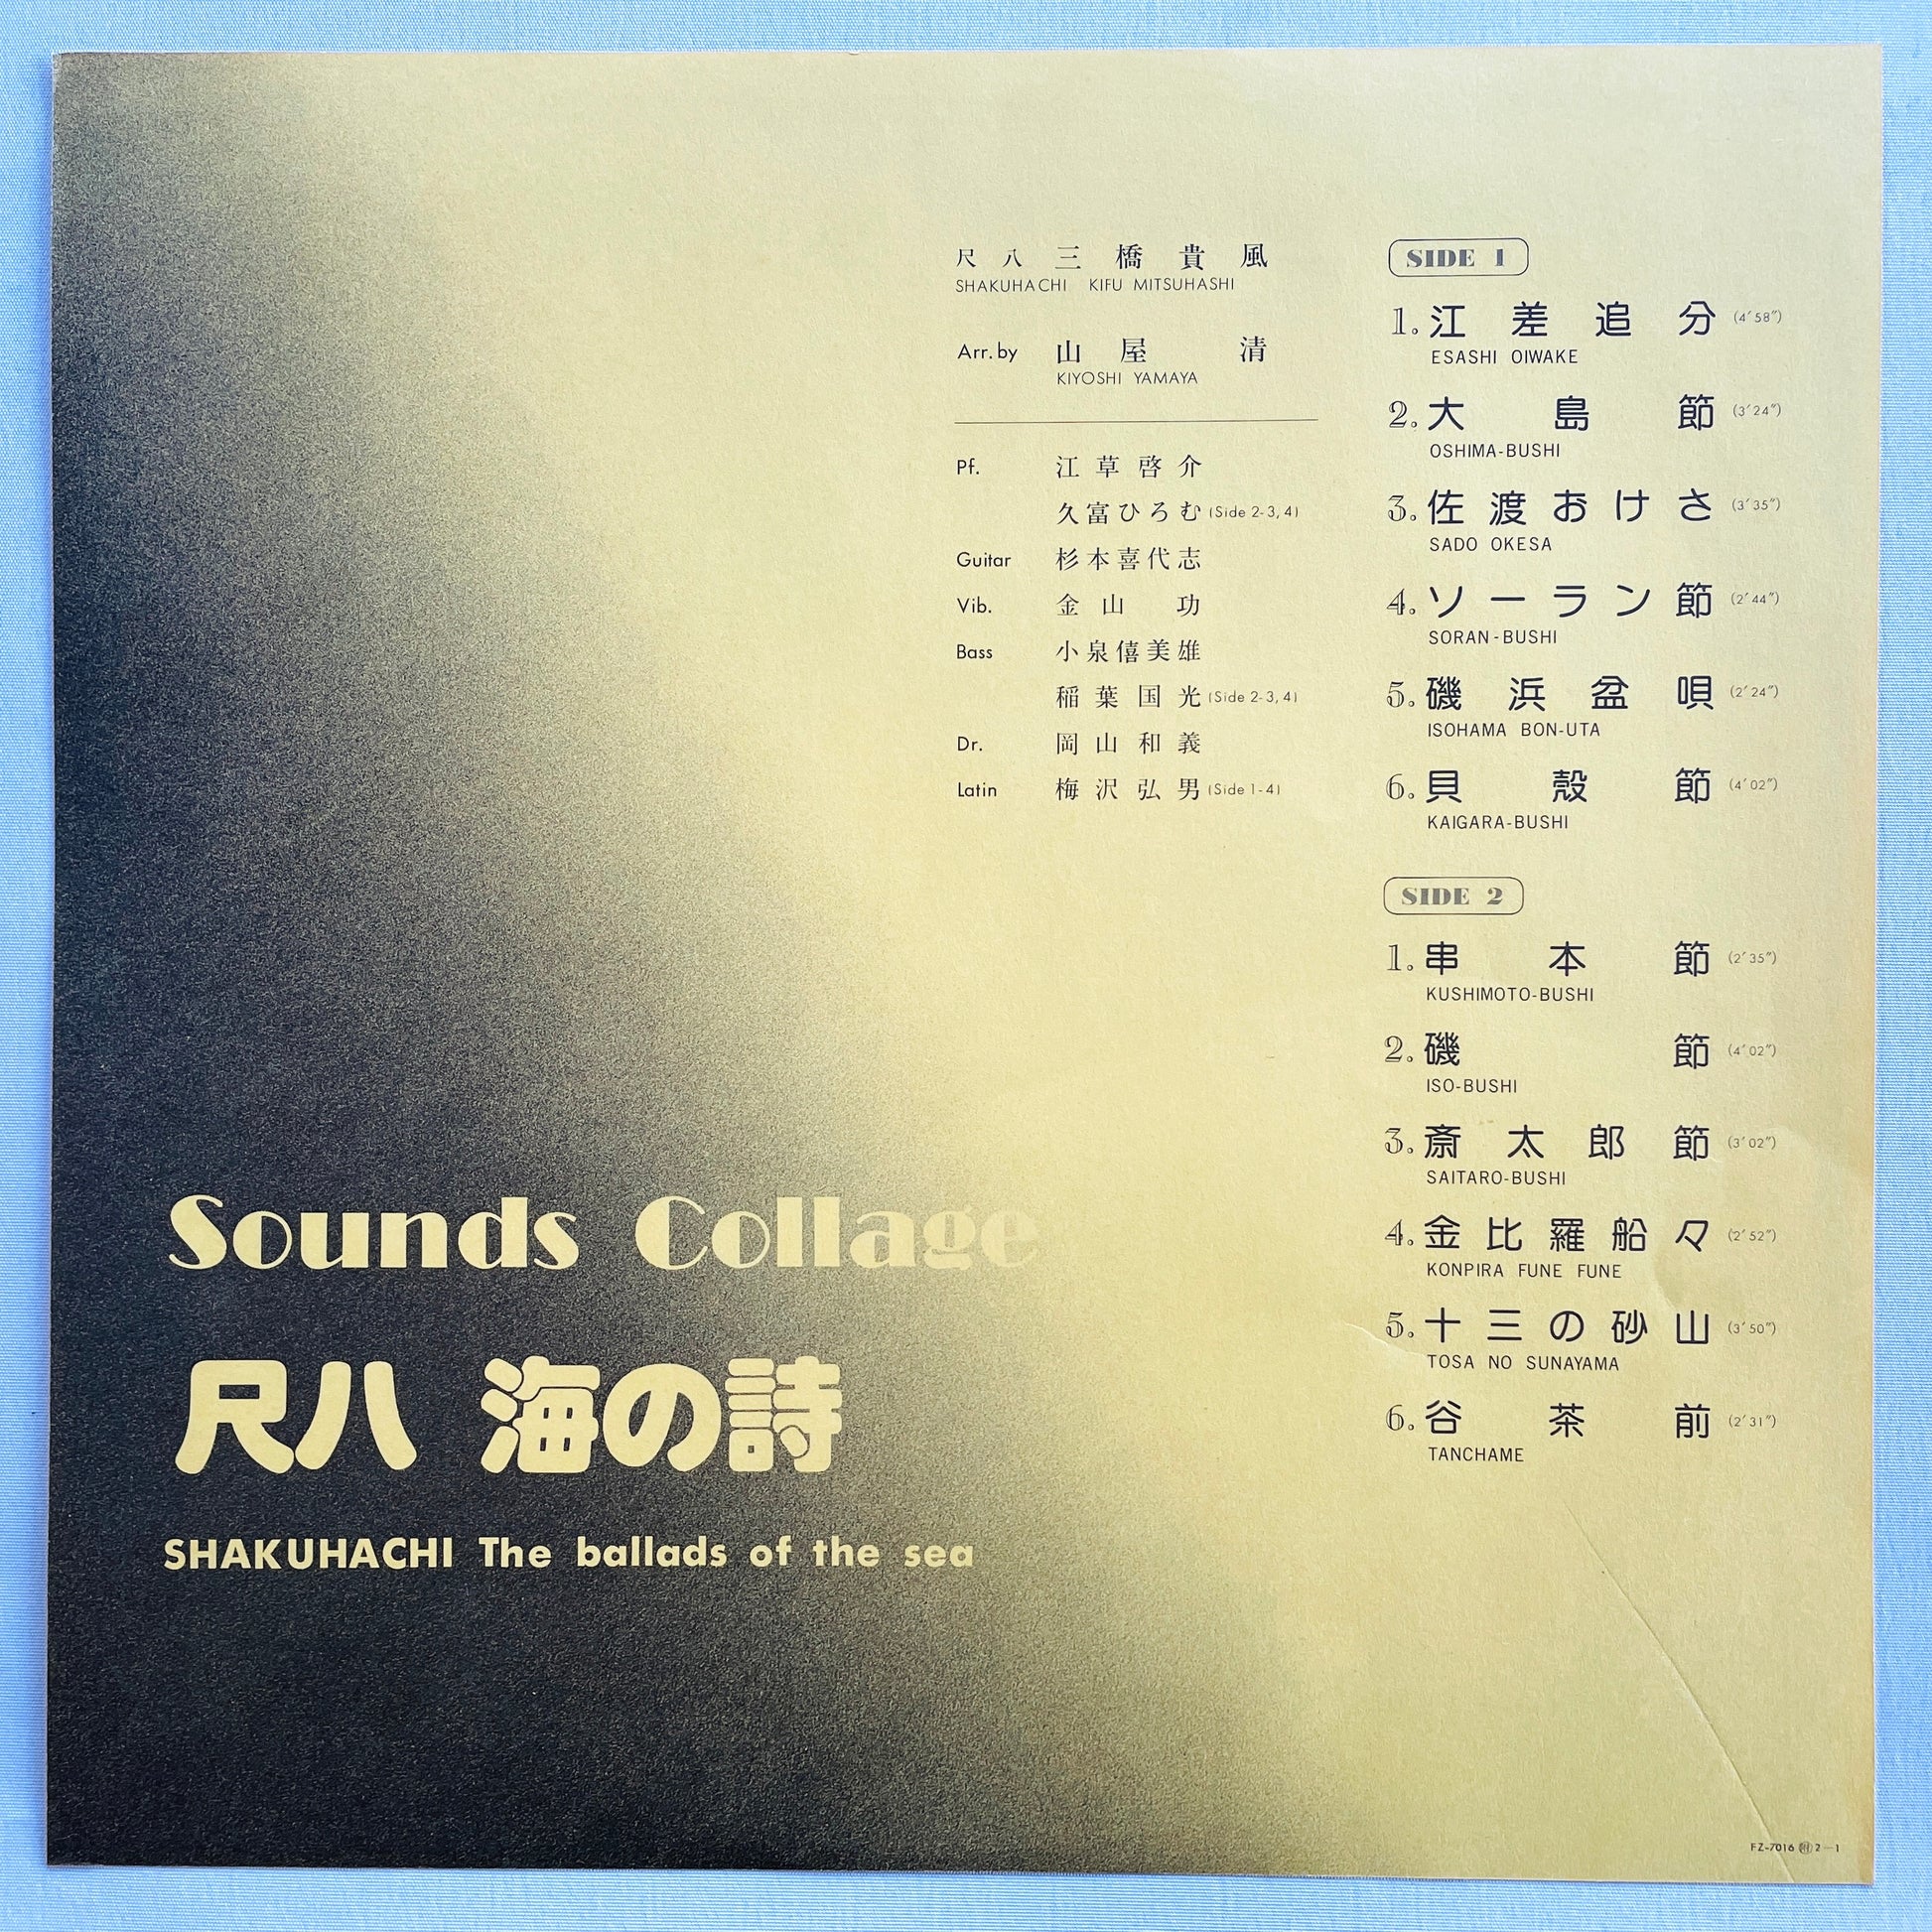 尺八 三橋貴風
SHAKUHACHI KIFU MITSUHASHI
Arr. by 山屋 清
KIYOSHI YAMAYA
Pf. 江草啓介
久富ひろむ (Side 2-3, 4)
Guitar 杉本喜代志
Vib. 金山 功
Bass 小泉僖美雄
稲葉国光 (Side 2-3, 4)
Dr. 岡山和義
Latin 梅沢弘男 (Side 1-4)
SIDE 1
1. 江差追分 (4′58″)
ESASHI OIWAKE
2. 大島節 (3′24″)
OSHIMA-BUSHI
3. 佐渡おけさ (3′35″)
SADO OKESA
4. ソーラン節 (2′44″)
SORAN-BUSHI
5. 磯浜盆唄 (2′24″)
ISOHAMA BON-UTA
6. 貝殻節 (4′02″)
KAIGARA-BUSHI
SIDE 2
1. 串本節 (2′35″)
KUSHIMOTO-BUSHI
2. 磯節 (4′02″)
ISO-BUSHI
3. 斎太郎節 (3′02″)
SAITARO-BUSHI
4. 金比羅船々 (2′52″)
KONPIRA FUNE FUNE
5. 十三の砂山 (3′50″)
TOSA NO SUNAYAMA
6. 谷茶前 (2′31″)
TANCHAME
Sounds Collage
尺八 海の詩
SHAKUHACHI The ballads of the sea
FZ-7016 2-1